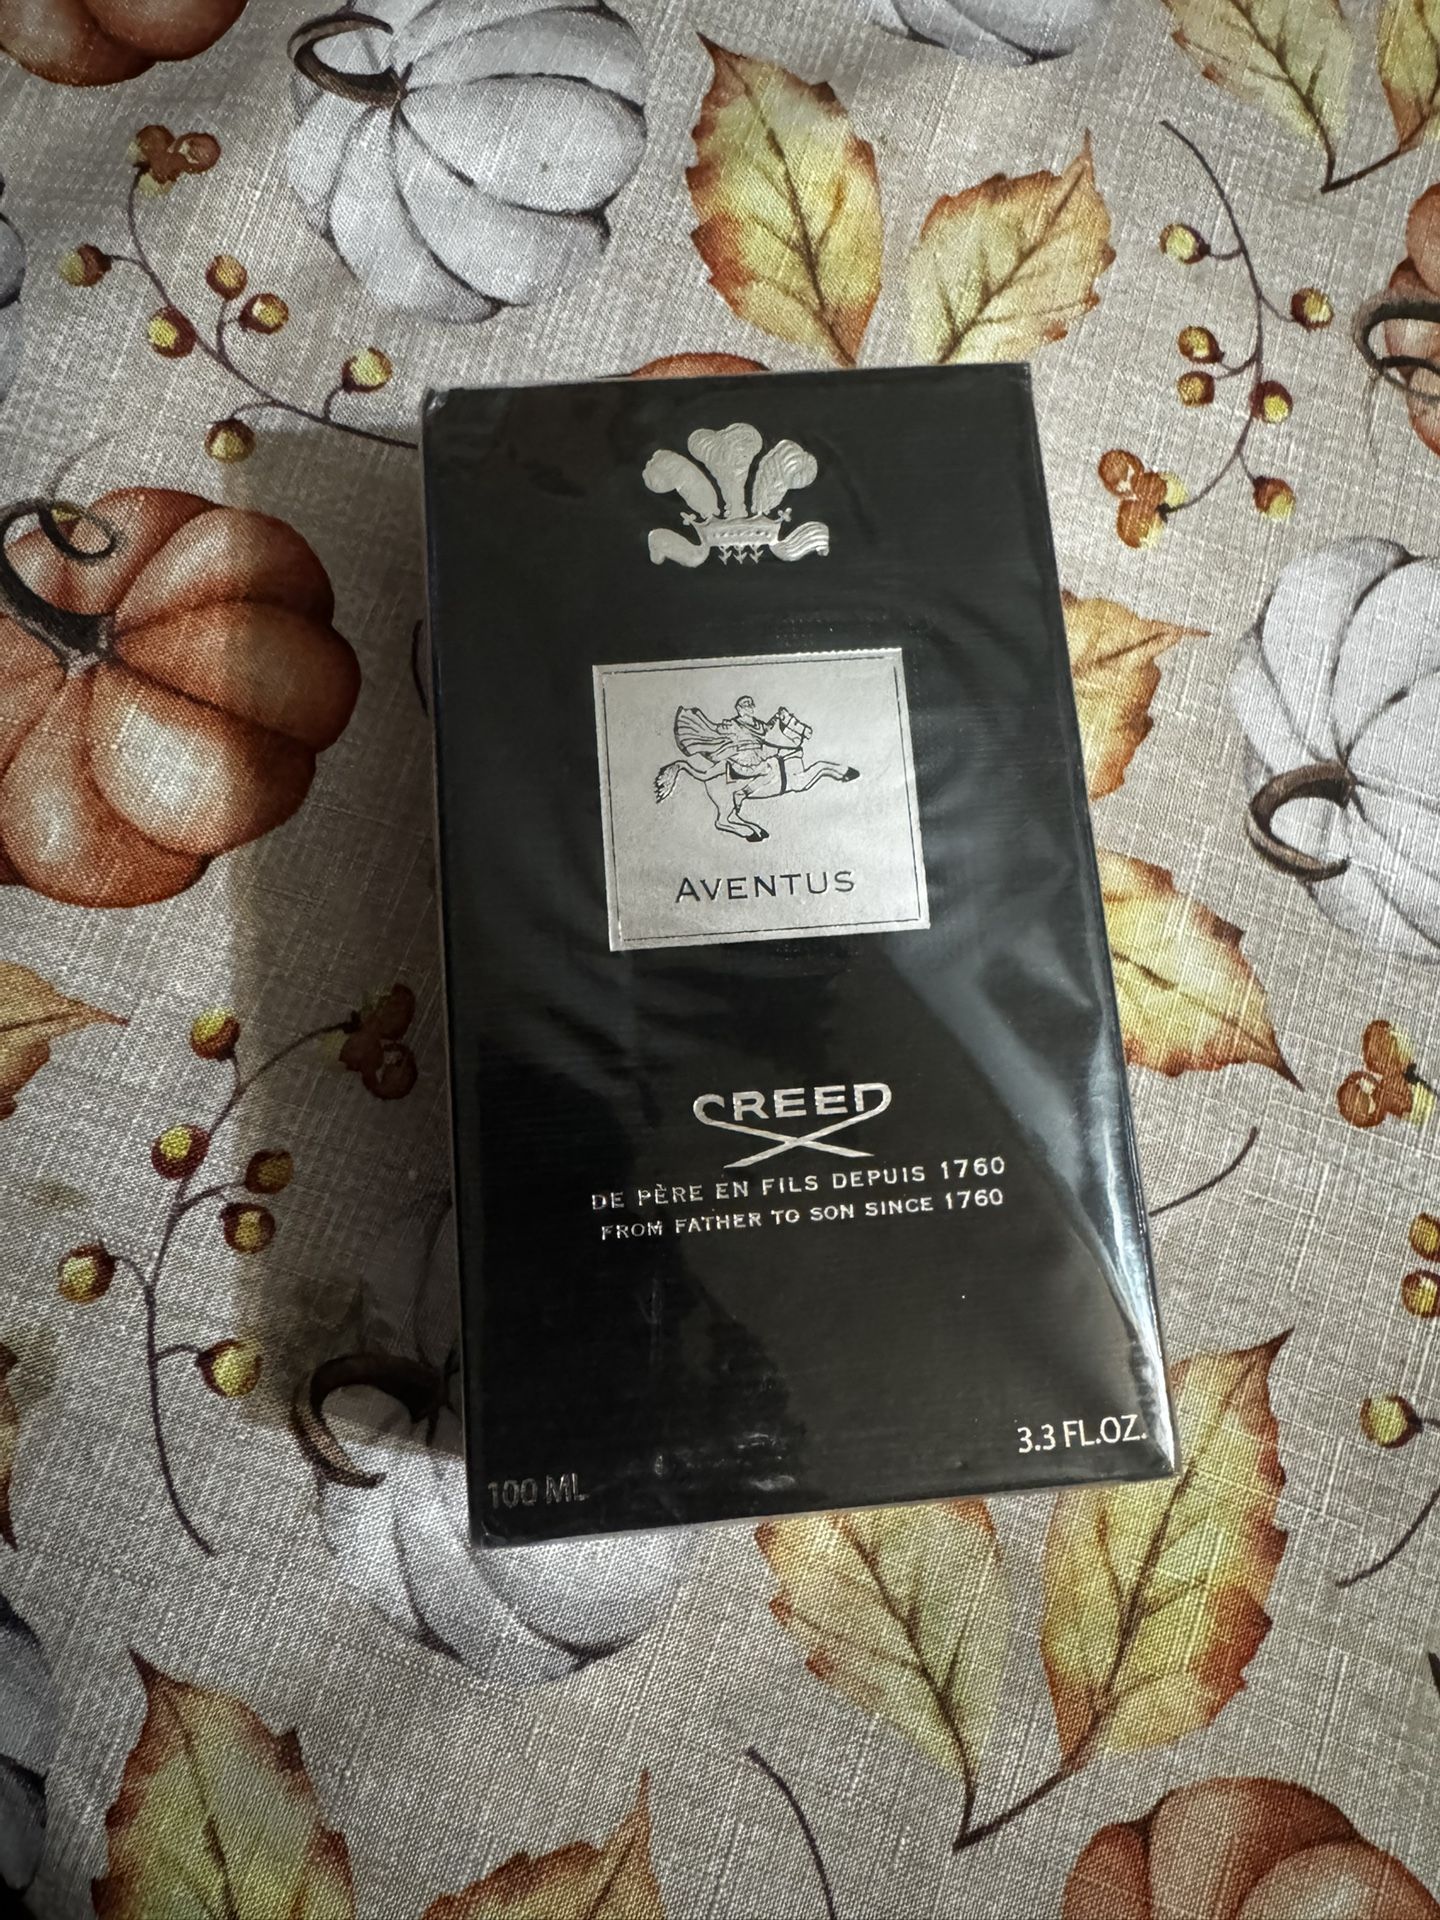 AVENTUS
CREED
DE PÈRE EN FILS DEPUIS 1760
FROM FATHER TO SON SINCE 1760
100 ML
3.3 FL.OZ.